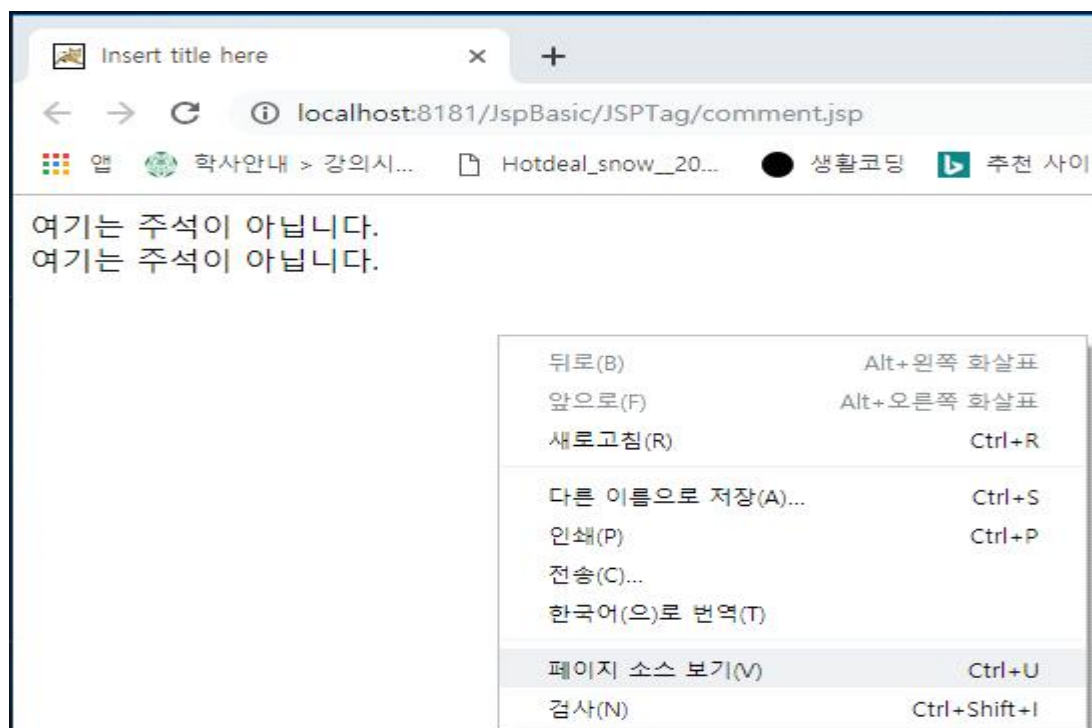 Insert title here
localhost:8181/JspBasic/JSPTag/comment.jsp
앱 학사안내 > 강의시... Hotdeal_snow__20... 생활코딩 추천 사이
여기는 주석이 아닙니다.
여기는 주석이 아닙니다.
뒤로(B) Alt+왼쪽 화살표
앞으로(F) Alt+오른쪽 화살표
새로고침(R) Ctrl+R
다른 이름으로 저장(A)... Ctrl+S
인쇄(P) Ctrl+P
전송(C)...
한국어(으)로 번역(T)
페이지 소스 보기(V) Ctrl+U
검사(N) Ctrl+Shift+I